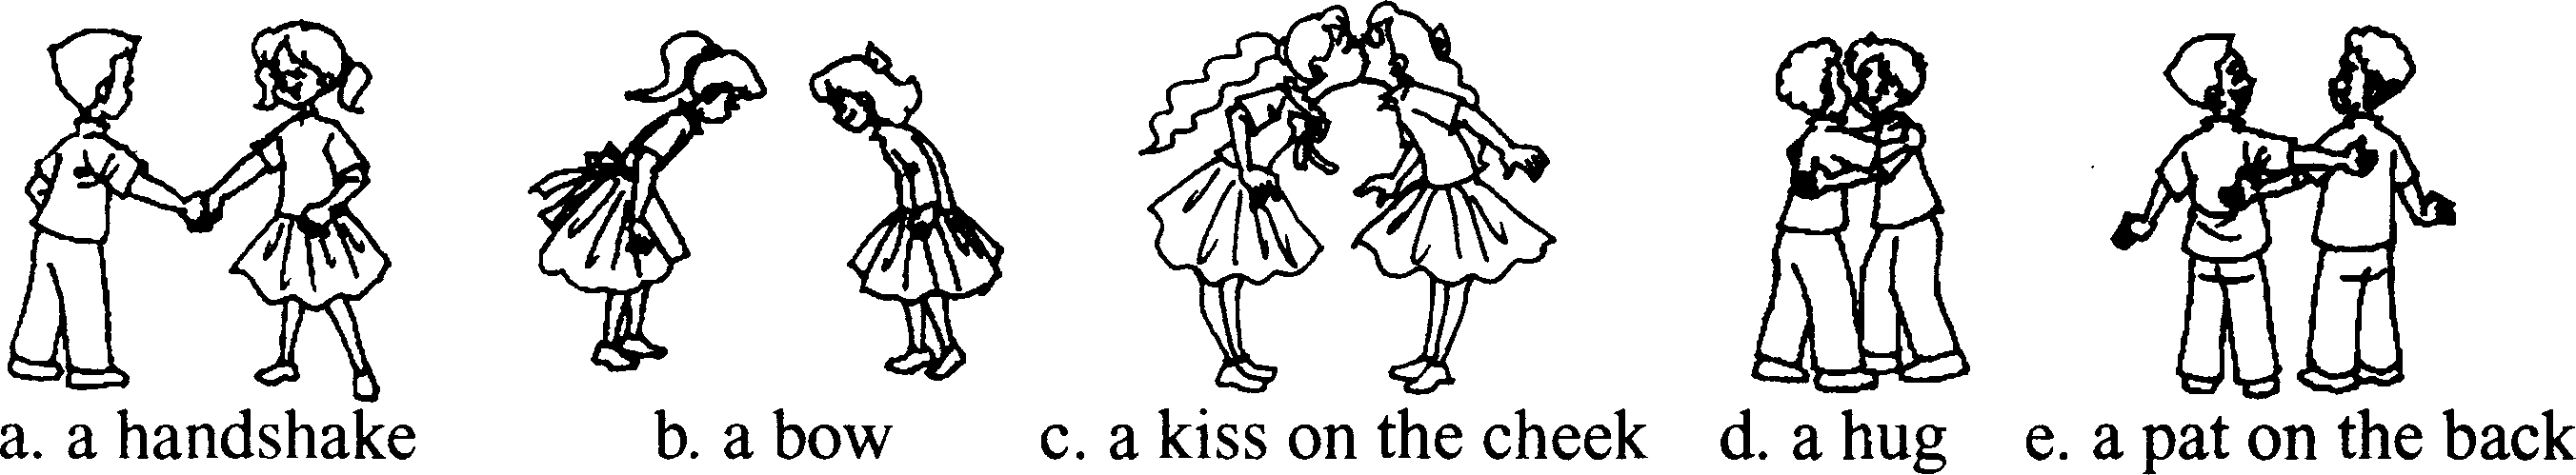 a. a handshake b. a bow c. a kiss on the cheek d. a hug e. a pat on the back